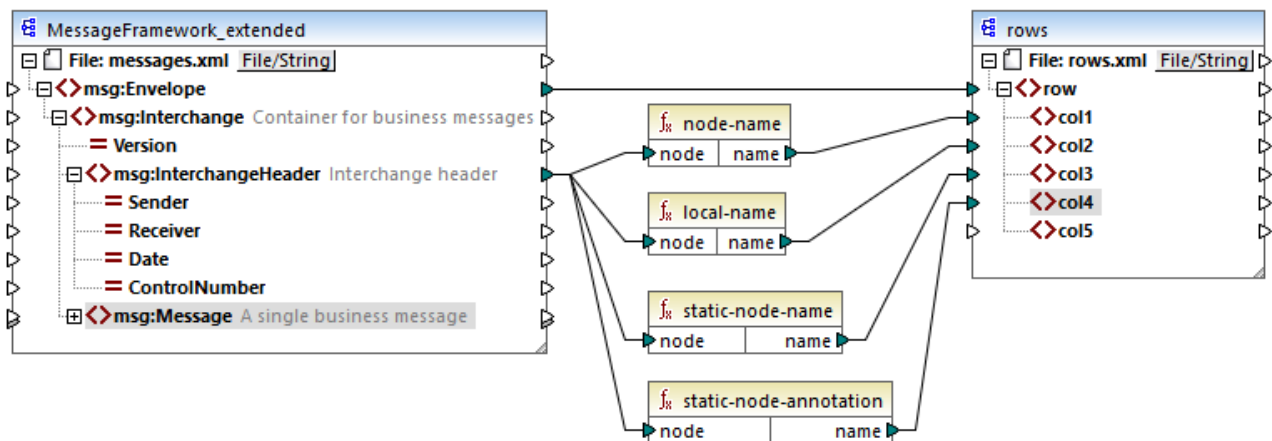 MessageFramework_extended
File: messages.xml File/String
msg:Envelope
msg:Interchange Container for business messages
Version
msg:InterchangeHeader Interchange header
Sender
Receiver
Date
ControlNumber
msg:Message A single business message
node-name
node name
local-name
node name
static-node-name
node name
static-node-annotation
node name
rows
File: rows.xml File/String
row
col1
col2
col3
col4
col5